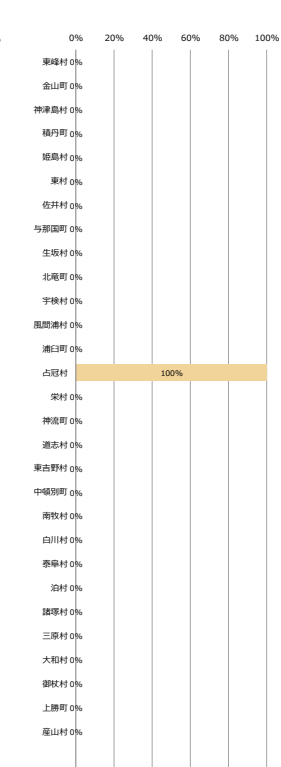 0% 20% 40% 60% 80% 100%
東峰村 0%
金山町 0%
神津島村 0%
積丹町 0%
姫島村 0%
東村 0%
佐井村 0%
与那国町 0%
生坂村 0%
北竜町 0%
宇検村 0%
風間浦村 0%
浦臼町 0%
占冠村 100%
栄村 0%
神流町 0%
道志村 0%
東吉野村 0%
中頓別町 0%
南牧村 0%
白川村 0%
泰阜村 0%
泊村 0%
諸塚村 0%
三原村 0%
大和村 0%
御杖村 0%
上勝町 0%
産山村 0%